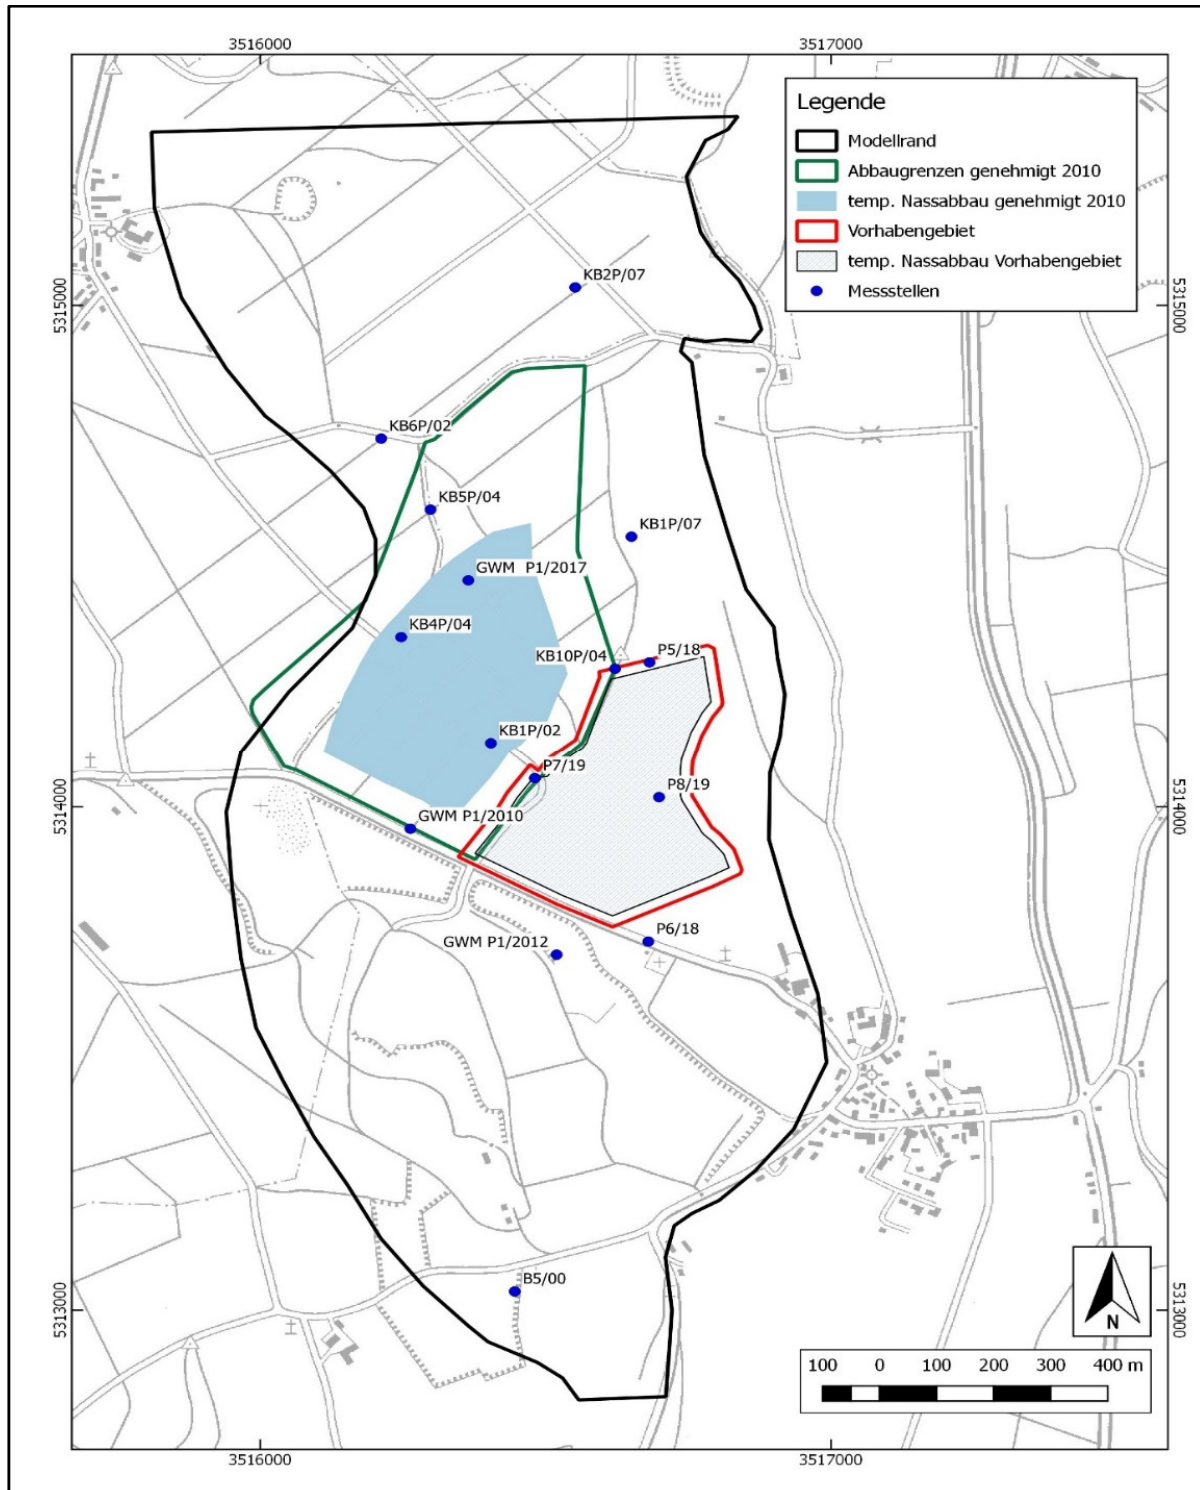 3516000
3517000
Legende
Modellrand
Abbaugrenzen genehmigt 2010
temp. Nassabbau genehmigt 2010
Vorhabengebiet
temp. Nassabbau Vorhabengebiet
Messstellen
KB2P/07
5315000
5315000
KB6P/02
KB5P/04
KB1P/07
GWM P1/2017
KB4P/04
KB10P/04
P5/18
KB1P/02
P7/19
P8/19
5314000
5314000
GWM P1/2010
P6/18
GWM P1/2012
B5/00
5313000
5313000
N
100 0 100 200 300 400 m
3516000
3517000